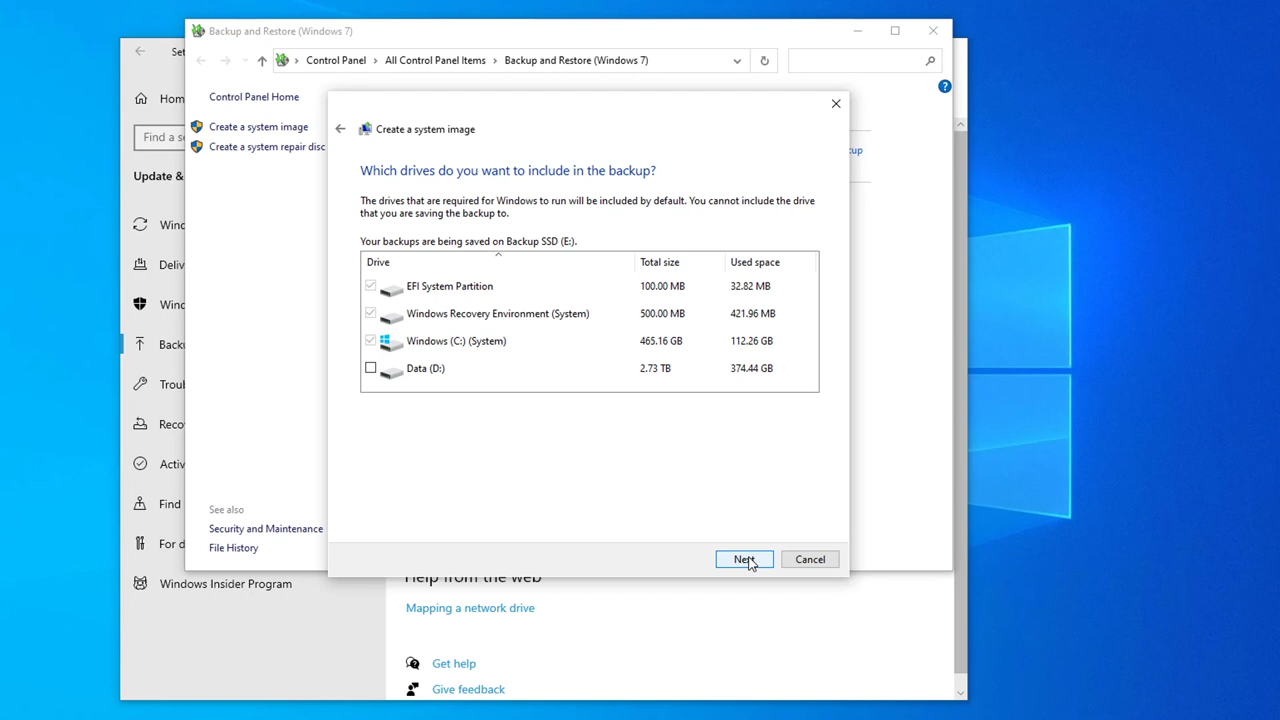 Backup and Restore (Windows 7)
Set
Control Panel
All Control Panel Items
Backup and Restore (Windows 7)
Control Panel Home
Create a system image
Create a system repair disc
Hom
Find a se
Update &
Wind
Deliv
Wind
Backu
Troub
Reco
Activ
Find
For d
Windows Insider Program
See also
Security and Maintenance
File History
kup
Create a system image
Which drives do you want to include in the backup?
The drives that are required for Windows to run will be included by default. You cannot include the drive
that you are saving the backup to.
Your backups are being saved on Backup SSD (E:).
Drive Total size Used space
EFI System Partition 100.00 MB 32.82 MB
Windows Recovery Environment (System) 500.00 MB 421.96 MB
Windows (C:) (System) 465.16 GB 112.26 GB
Data (D:) 2.73 TB 374.44 GB
Next
Cancel
Help from the web
Mapping a network drive
Get help
Give feedback